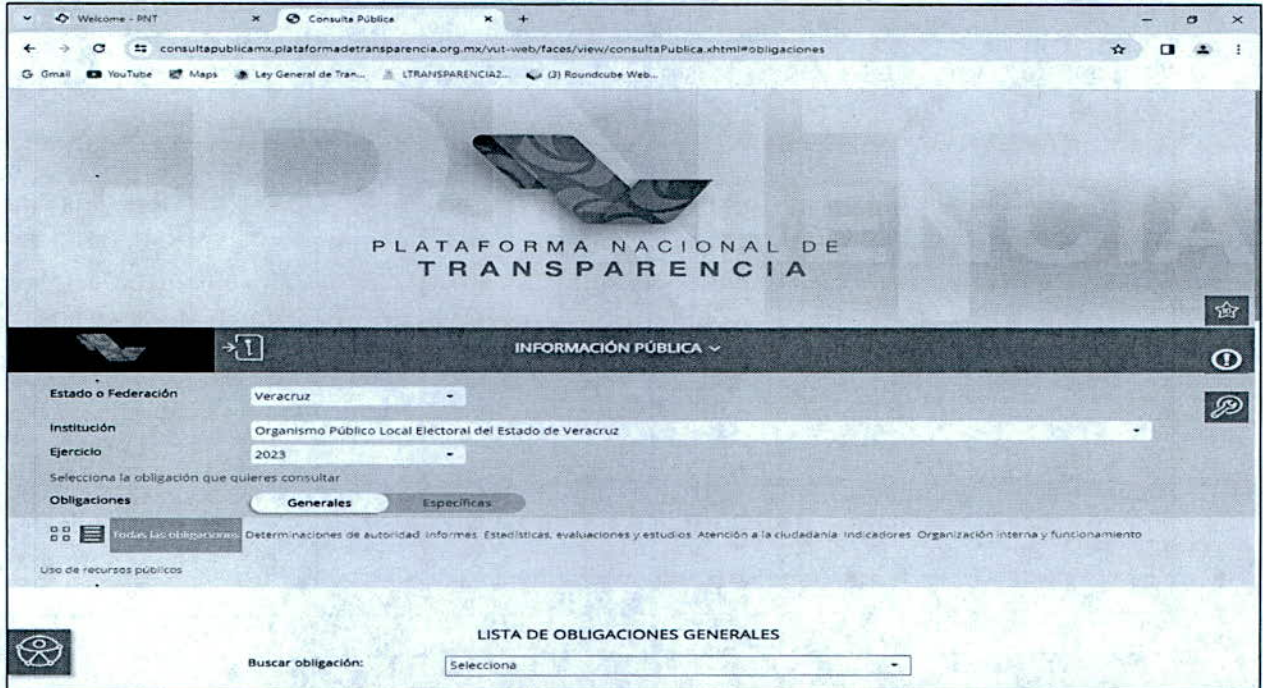 Welcome - PNT
Consulta Pública
consultapublicamx.plataformadetransparencia.org.mx/vut-web/faces/view/consultaPublica.xhtml#obligaciones
Gmail YouTube Maps Ley General de Tran... LTRANSPARENCIA2... (3) Roundcube Web...
PLATAFORMA NACIONAL DE
TRANSPARENCIA
INFORMACIÓN PÚBLICA
Estado o Federación Veracruz
Institución Organismo Público Local Electoral del Estado de Veracruz
Ejercicio 2023
Selecciona la obligación que quieres consultar
Obligaciones Generales Específicas
Todas las obligaciones Determinaciones de autoridad Informes Estadísticas, evaluaciones y estudios Atención a la ciudadanía Indicadores Organización interna y funcionamiento
Uso de recursos públicos
LISTA DE OBLIGACIONES GENERALES
Buscar obligación: Selecciona